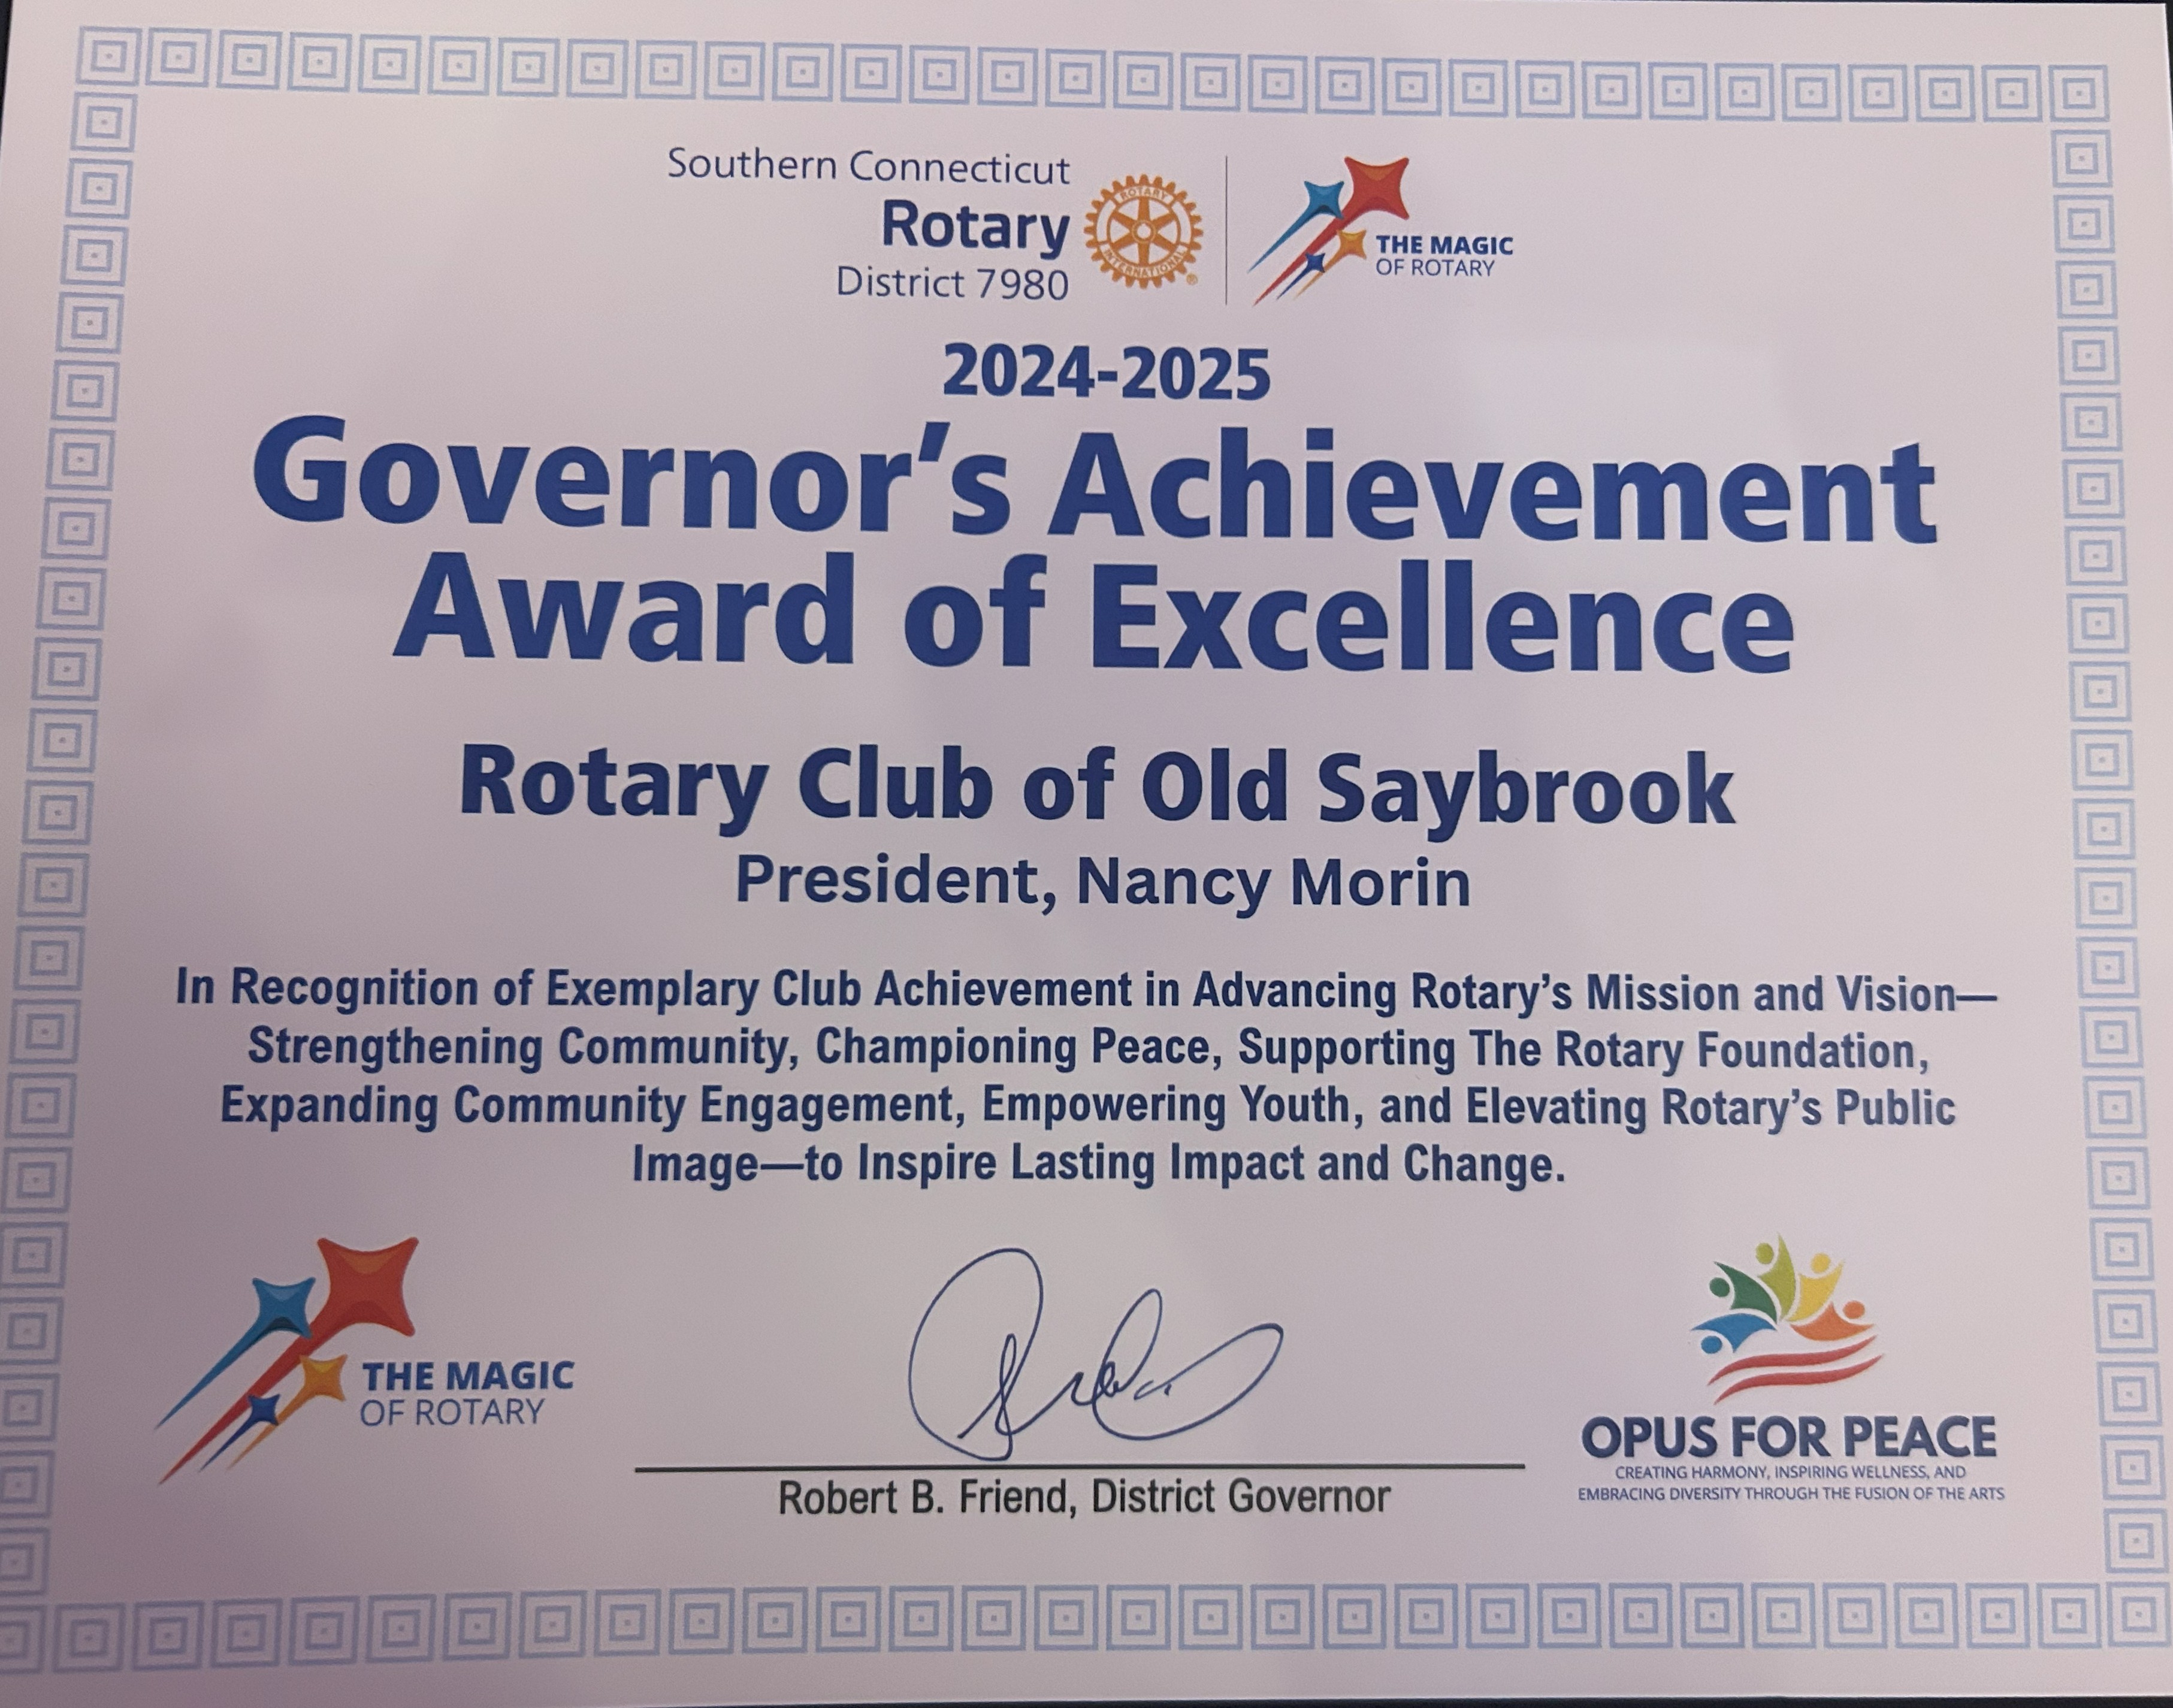 Southern Connecticut
Rotary
District 7980
ROTARY
INTERNATIONAL
THE MAGIC
OF ROTARY
2024-2025
Governor’s Achievement
Award of Excellence
Rotary Club of Old Saybrook
President, Nancy Morin
In Recognition of Exemplary Club Achievement in Advancing Rotary’s Mission and Vision—
Strengthening Community, Championing Peace, Supporting The Rotary Foundation,
Expanding Community Engagement, Empowering Youth, and Elevating Rotary’s Public
Image—to Inspire Lasting Impact and Change.
THE MAGIC
OF ROTARY
Robert B. Friend, District Governor
OPUS FOR PEACE
CREATING HARMONY, INSPIRING WELLNESS, AND
EMBRACING DIVERSITY THROUGH THE FUSION OF THE ARTS